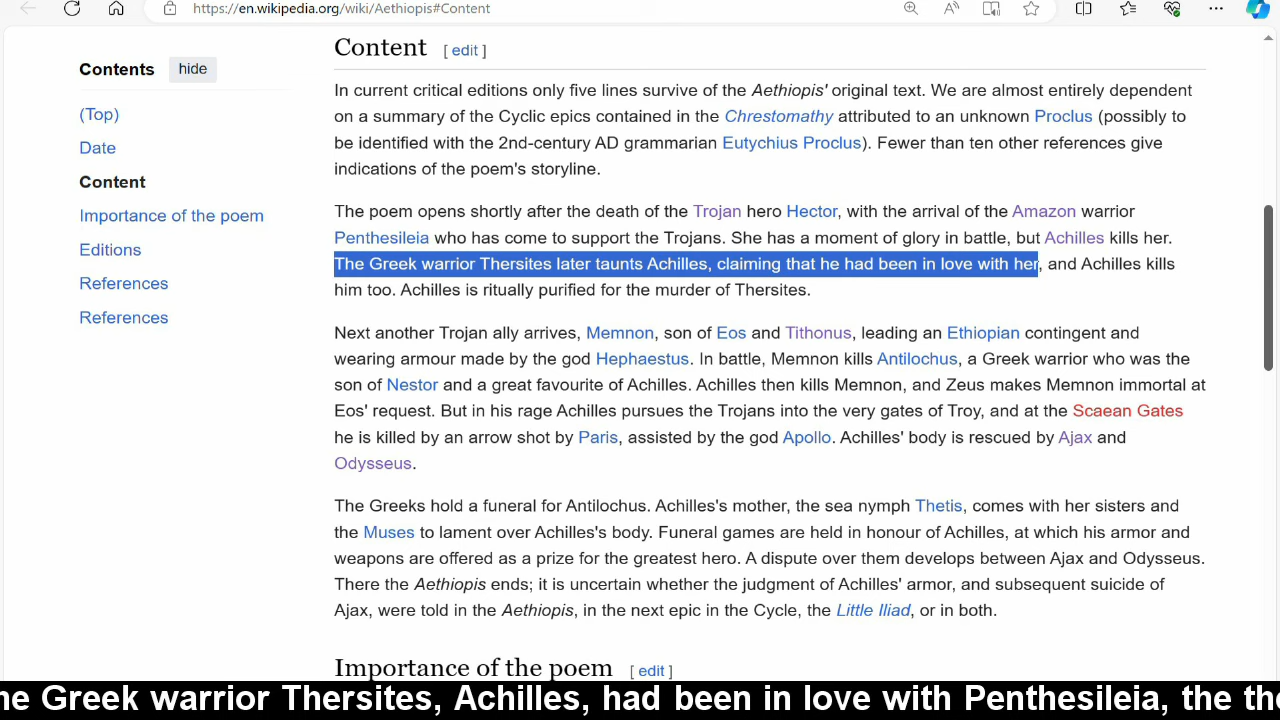 https://en.wikipedia.org/wiki/Aethiopis#Content
Contents hide
(Top)
Date
Content
Importance of the poem
Editions
References
References
Content [ edit ]
In current critical editions only five lines survive of the Aethiopis' original text. We are almost entirely dependent
on a summary of the Cyclic epics contained in the Chrestomathy attributed to an unknown Proclus (possibly to
be identified with the 2nd-century AD grammarian Eutychius Proclus). Fewer than ten other references give
indications of the poem's storyline.
The poem opens shortly after the death of the Trojan hero Hector, with the arrival of the Amazon warrior
Penthesileia who has come to support the Trojans. She has a moment of glory in battle, but Achilles kills her.
The Greek warrior Thersites later taunts Achilles, claiming that he had been in love with her, and Achilles kills
him too. Achilles is ritually purified for the murder of Thersites.
Next another Trojan ally arrives, Memnon, son of Eos and Tithonus, leading an Ethiopian contingent and
wearing armour made by the god Hephaestus. In battle, Memnon kills Antilochus, a Greek warrior who was the
son of Nestor and a great favourite of Achilles. Achilles then kills Memnon, and Zeus makes Memnon immortal at
Eos' request. But in his rage Achilles pursues the Trojans into the very gates of Troy, and at the Scaean Gates
he is killed by an arrow shot by Paris, assisted by the god Apollo. Achilles' body is rescued by Ajax and
Odysseus.
The Greeks hold a funeral for Antilochus. Achilles's mother, the sea nymph Thetis, comes with her sisters and
the Muses to lament over Achilles's body. Funeral games are held in honour of Achilles, at which his armor and
weapons are offered as a prize for the greatest hero. A dispute over them develops between Ajax and Odysseus.
There the Aethiopis ends; it is uncertain whether the judgment of Achilles' armor, and subsequent suicide of
Ajax, were told in the Aethiopis, in the next epic in the Cycle, the Little Iliad, or in both.
Importance of the poem [ edit ]
he Greek warrior Thersites, Achilles, had been in love with Penthesileia, the the